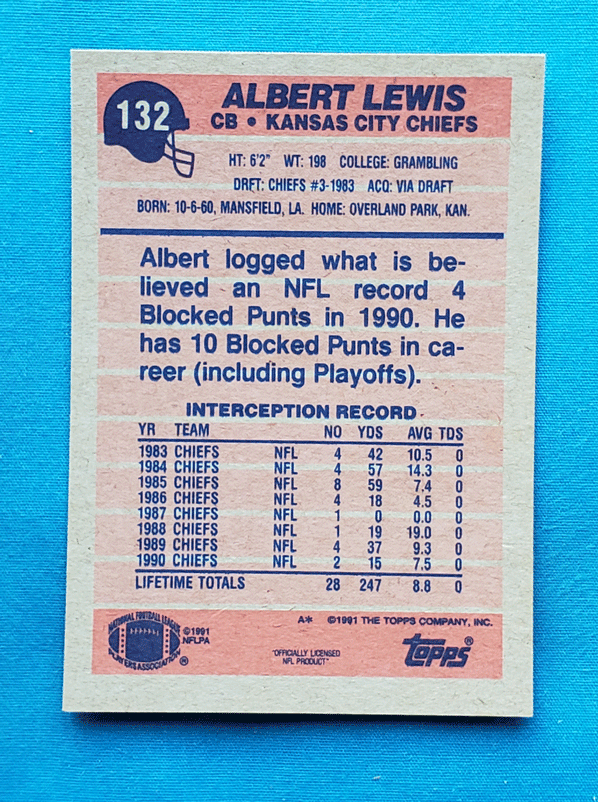 132
ALBERT LEWIS
CB • KANSAS CITY CHIEFS
HT: 6'2" WT: 198 COLLEGE: GRAMBLING
DRFT: CHIEFS #3-1983 ACQ: VIA DRAFT
BORN: 10-6-60, MANSFIELD, LA. HOME: OVERLAND PARK, KAN.
Albert logged what is be-
lieved an NFL record 4
Blocked Punts in 1990. He
has 10 Blocked Punts in ca-
reer (including Playoffs).
INTERCEPTION RECORD
YR TEAM NO YDS AVG TDS
1983 CHIEFS NFL 4 42 10.5 0
1984 CHIEFS NFL 4 57 14.3 0
1985 CHIEFS NFL 8 59 7.4 0
1986 CHIEFS NFL 4 18 4.5 0
1987 CHIEFS NFL 1 0 0.0 0
1988 CHIEFS NFL 1 19 19.0 0
1989 CHIEFS NFL 4 37 9.3 0
1990 CHIEFS NFL 2 15 7.5 0
LIFETIME TOTALS 28 247 8.8 0
A* ©1991 THE TOPPS COMPANY, INC.
NATIONAL FOOTBALL LEAGUE
PLAYERS
PLAYERS ASSOCIATION ®
©1991
NFLPA
"OFFICIALLY LICENSED
NFL PRODUCT"
TOPPS®